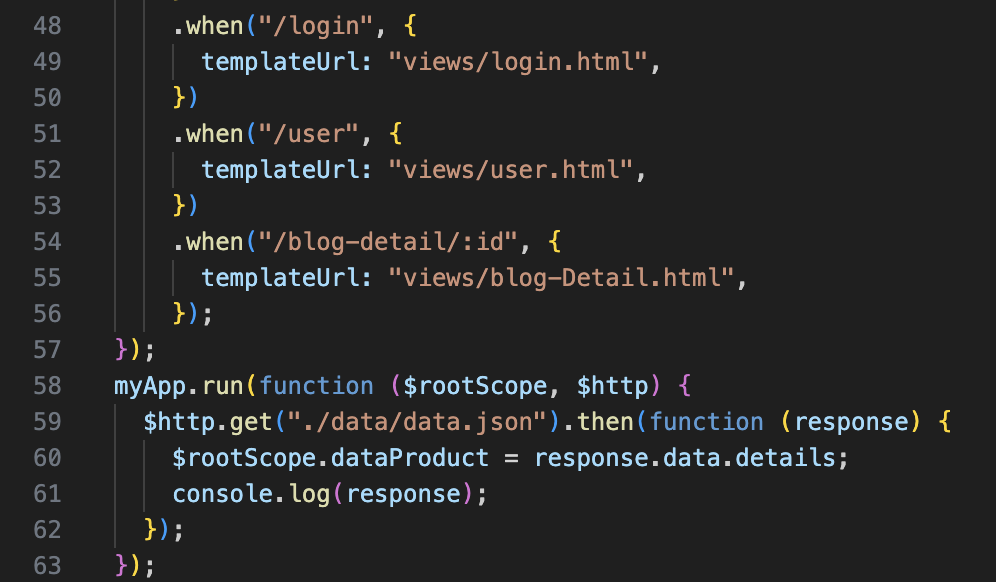 48 .when("/login", {
49 templateUrl: "views/login.html",
50 })
51 .when("/user", {
52 templateUrl: "views/user.html",
53 })
54 .when("/blog-detail/:id", {
55 templateUrl: "views/blog-Detail.html",
56 });
57 });
58 myApp.run(function ($rootScope, $http) {
59 $http.get("./data/data.json").then(function (response) {
60 $rootScope.dataProduct = response.data.details;
61 console.log(response);
62 });
63 });